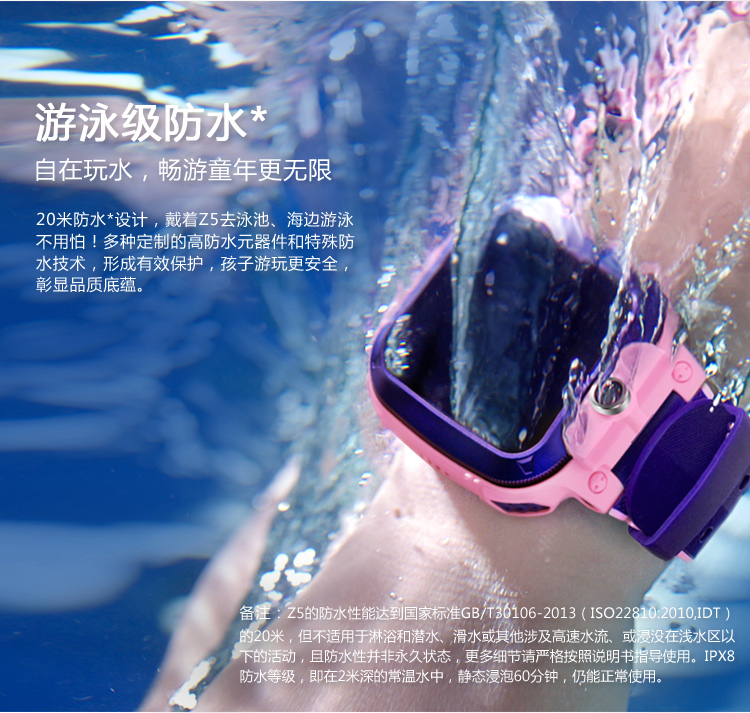 游泳级防水*
自在玩水，畅游童年更无限
20米防水*设计，戴着Z5去泳池、海边游泳
不用怕！多种定制的高防水元器件和特殊防
水技术，形成有效保护，孩子游玩更安全，
彰显品质底蕴。
备注：Z5的防水性能达到国家标准GB/T30106-2013（ISO22810:2010,IDT）
的20米，但不适用于淋浴和潜水、滑水或其他涉及高速水流、或浸没在浅水区以
下的活动，且防水性并非永久状态，更多细节请严格按照说明书指导使用。IPX8
防水等级，即在2米深的常温水中，静态浸泡60分钟，仍能正常使用。